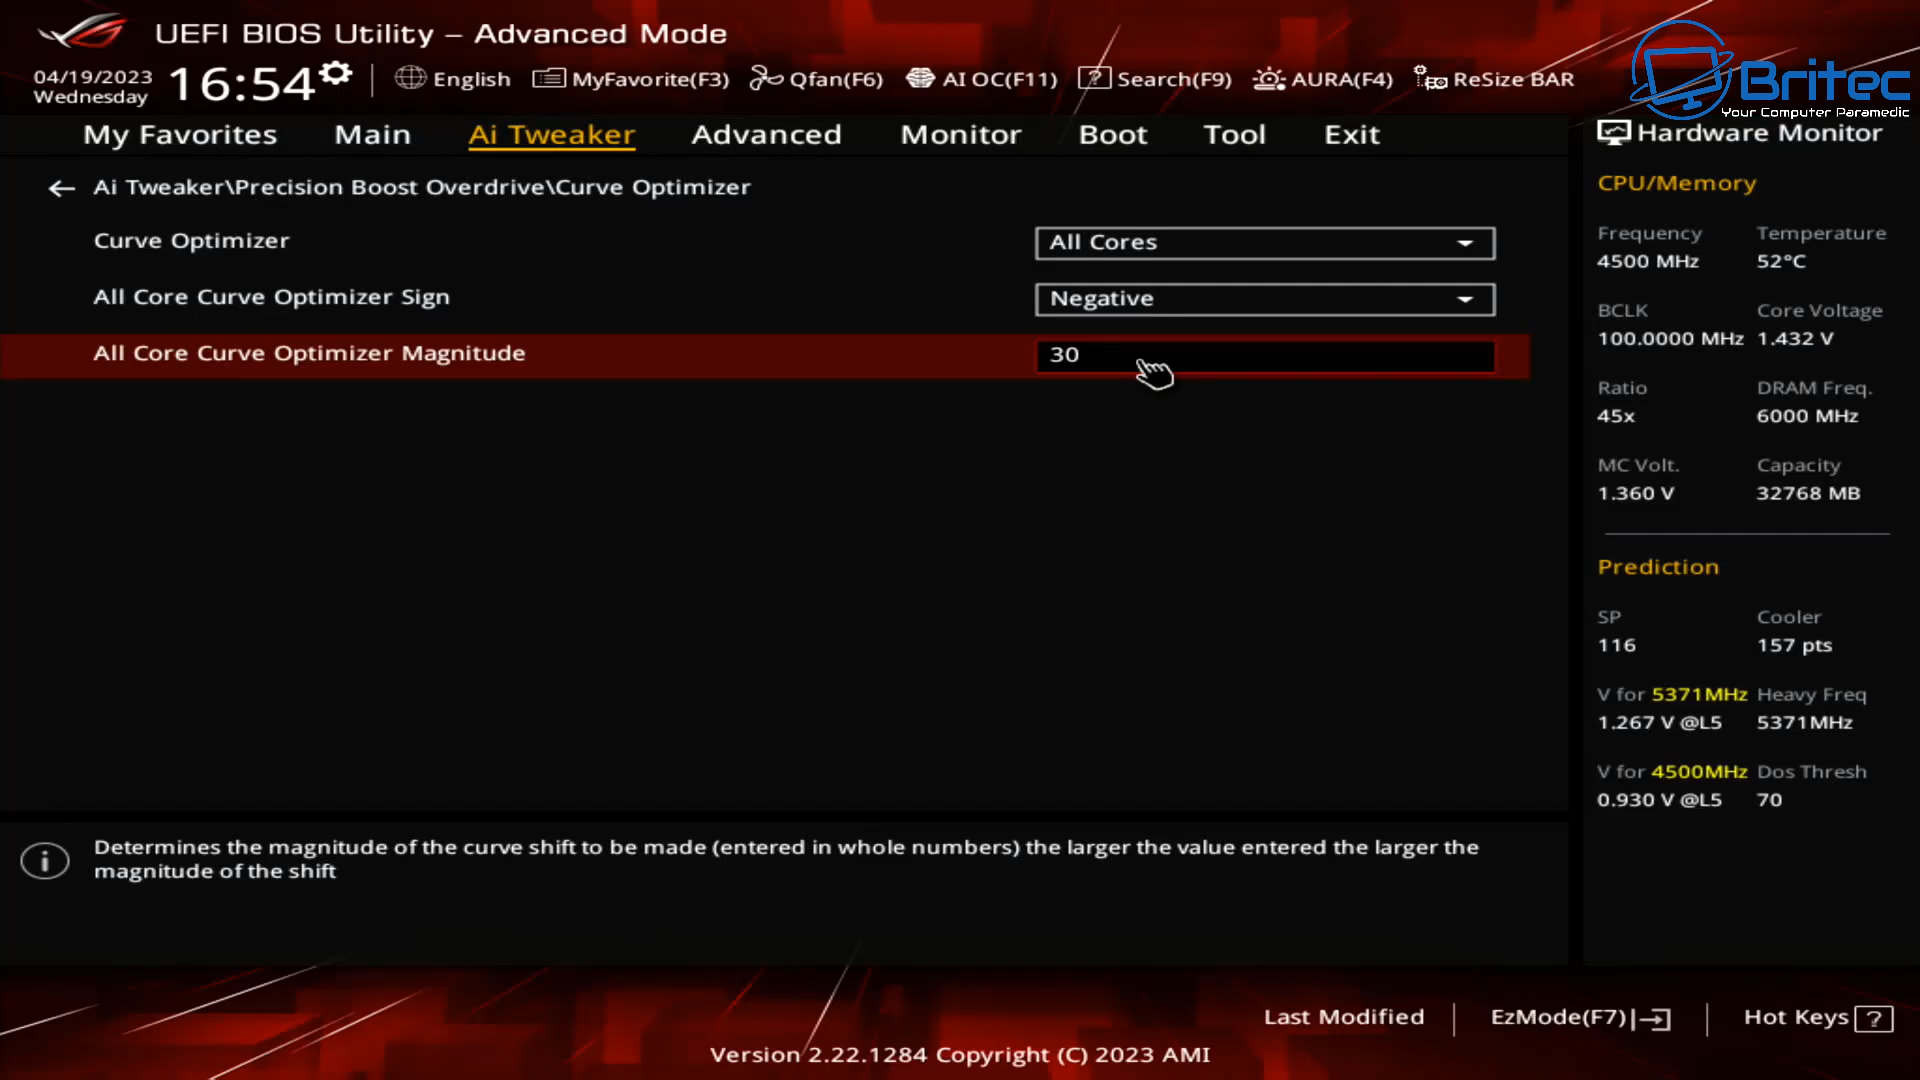 UEFI BIOS Utility – Advanced Mode
04/19/2023
Wednesday
16:54
English
MyFavorite(F3)
Qfan(F6)
AI OC(F11)
Search(F9)
AURA(F4)
ReSize BAR
Britec
Your Computer Paramedic
My Favorites
Main
Ai Tweaker
Advanced
Monitor
Boot
Tool
Exit
Hardware Monitor
Ai Tweaker\Precision Boost Overdrive\Curve Optimizer
Curve Optimizer
All Cores
All Core Curve Optimizer Sign
Negative
All Core Curve Optimizer Magnitude
30
CPU/Memory
Frequency Temperature
4500 MHz 52°C
BCLK Core Voltage
100.0000 MHz 1.432 V
Ratio DRAM Freq.
45x 6000 MHz
MC Volt. Capacity
1.360 V 32768 MB
Prediction
SP Cooler
116 157 pts
V for 5371MHz Heavy Freq
1.267 V @L5 5371MHz
V for 4500MHz Dos Thresh
0.930 V @L5 70
i
Determines the magnitude of the curve shift to be made (entered in whole numbers) the larger the value entered the larger the
magnitude of the shift
Last Modified
EzMode(F7)
Hot Keys ?
Version 2.22.1284 Copyright (C) 2023 AMI